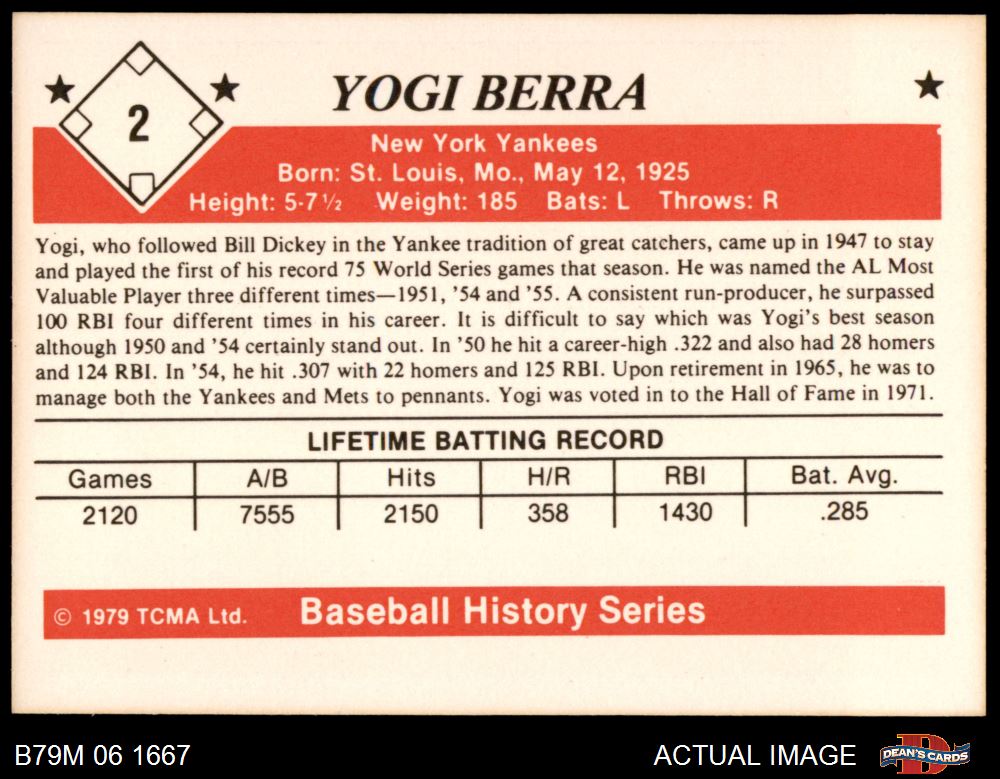 2
YOGI BERRA
New York Yankees
Born: St. Louis, Mo., May 12, 1925
Height: 5-7½ Weight: 185 Bats: L Throws: R
Yogi, who followed Bill Dickey in the Yankee tradition of great catchers, came up in 1947 to stay
and played the first of his record 75 World Series games that season. He was named the AL Most
Valuable Player three different times—1951, '54 and '55. A consistent run-producer, he surpassed
100 RBI four different times in his career. It is difficult to say which was Yogi's best season
although 1950 and '54 certainly stand out. In '50 he hit a career-high .322 and also had 28 homers
and 124 RBI. In '54, he hit .307 with 22 homers and 125 RBI. Upon retirement in 1965, he was to
manage both the Yankees and Mets to pennants. Yogi was voted in to the Hall of Fame in 1971.
LIFETIME BATTING RECORD
Games A/B Hits H/R RBI Bat. Avg.
2120 7555 2150 358 1430 .285
© 1979 TCMA Ltd. Baseball History Series
B79M 06 1667 ACTUAL IMAGE DEAN'S CARDS